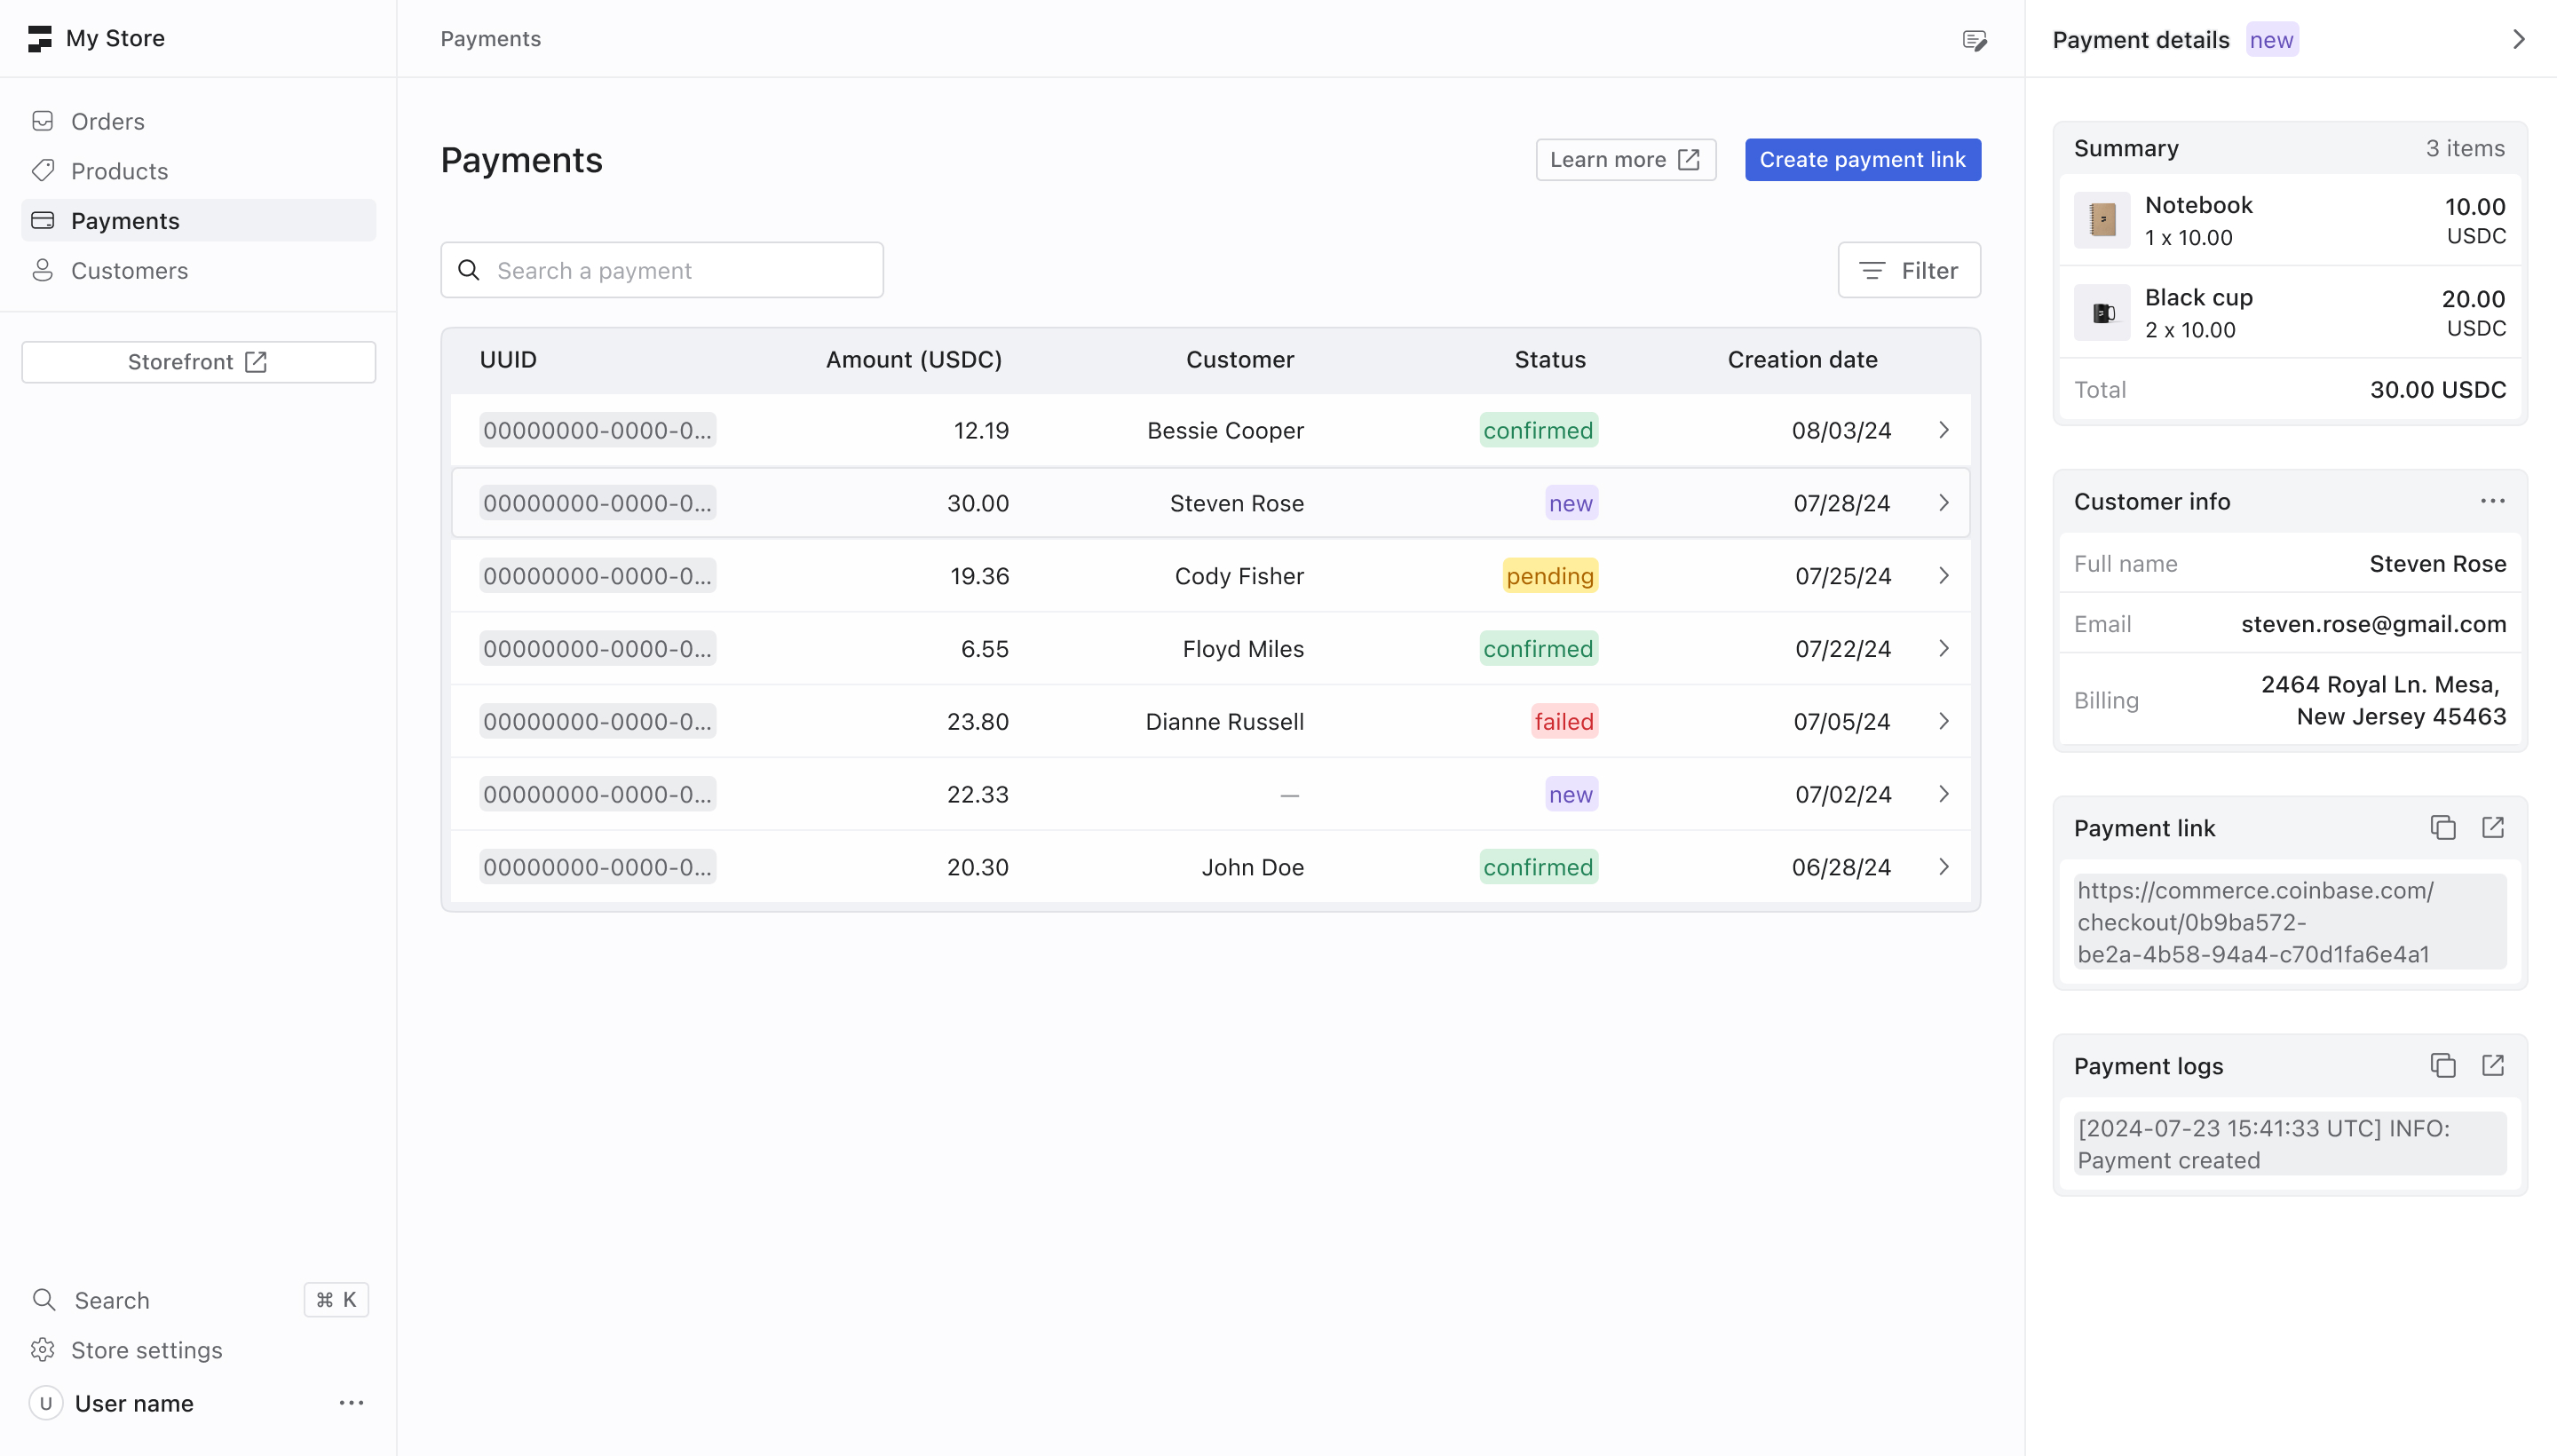 My Store
Orders
Products
Payments
Customers
Storefront
Search ⌘ K
Store settings
U User name
Payments
Payments
Learn more
Create payment link
Search a payment
Filter
UUID Amount (USDC) Customer Status Creation date
00000000-0000-0... 12.19 Bessie Cooper confirmed 08/03/24
00000000-0000-0... 30.00 Steven Rose new 07/28/24
00000000-0000-0... 19.36 Cody Fisher pending 07/25/24
00000000-0000-0... 6.55 Floyd Miles confirmed 07/22/24
00000000-0000-0... 23.80 Dianne Russell failed 07/05/24
00000000-0000-0... 22.33 — new 07/02/24
00000000-0000-0... 20.30 John Doe confirmed 06/28/24
Payment details new
Summary 3 items
Notebook 10.00
1 x 10.00 USDC
Black cup 20.00
2 x 10.00 USDC
Total 30.00 USDC
Customer info
Full name Steven Rose
Email steven.rose@gmail.com
Billing 2464 Royal Ln. Mesa,
New Jersey 45463
Payment link
https://commerce.coinbase.com/
checkout/0b9ba572-
be2a-4b58-94a4-c70d1fa6e4a1
Payment logs
[2024-07-23 15:41:33 UTC] INFO:
Payment created